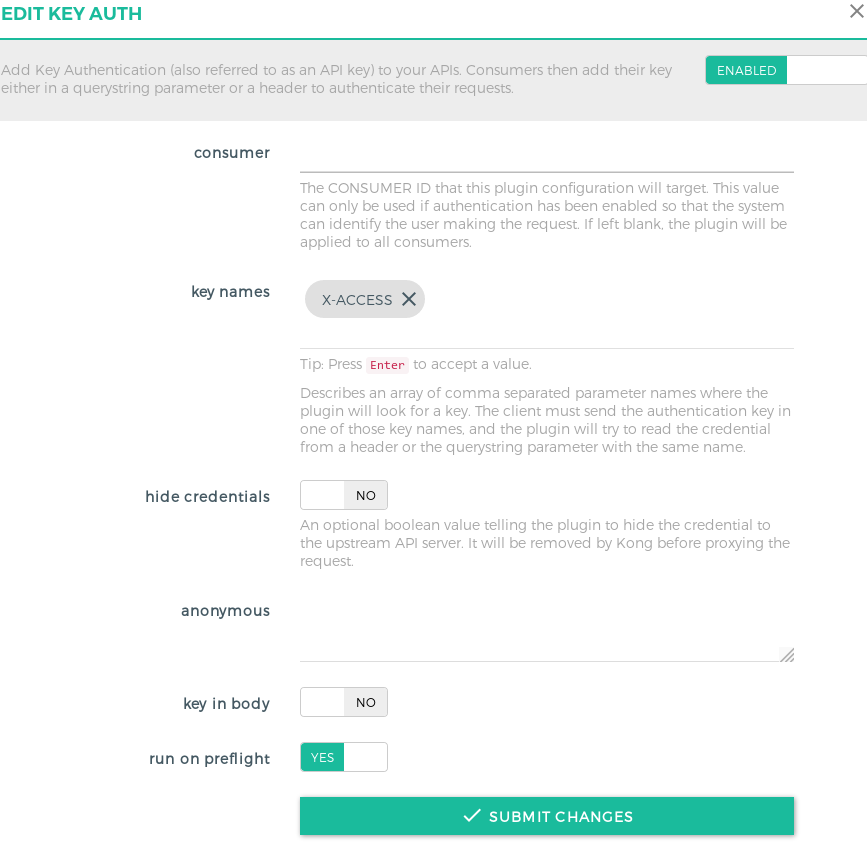 EDIT KEY AUTH
Add Key Authentication (also referred to as an API key) to your APIs. Consumers then add their key
either in a querystring parameter or a header to authenticate their requests.
ENABLED
consumer
The CONSUMER ID that this plugin configuration will target. This value
can only be used if authentication has been enabled so that the system
can identify the user making the request. If left blank, the plugin will be
applied to all consumers.
key names
X-ACCESS
Tip: Press Enter to accept a value.
Describes an array of comma separated parameter names where the
plugin will look for a key. The client must send the authentication key in
one of those key names, and the plugin will try to read the credential
from a header or the querystring parameter with the same name.
hide credentials
NO
An optional boolean value telling the plugin to hide the credential to
the upstream API server. It will be removed by Kong before proxying the
request.
anonymous
key in body
NO
run on preflight
YES
SUBMIT CHANGES